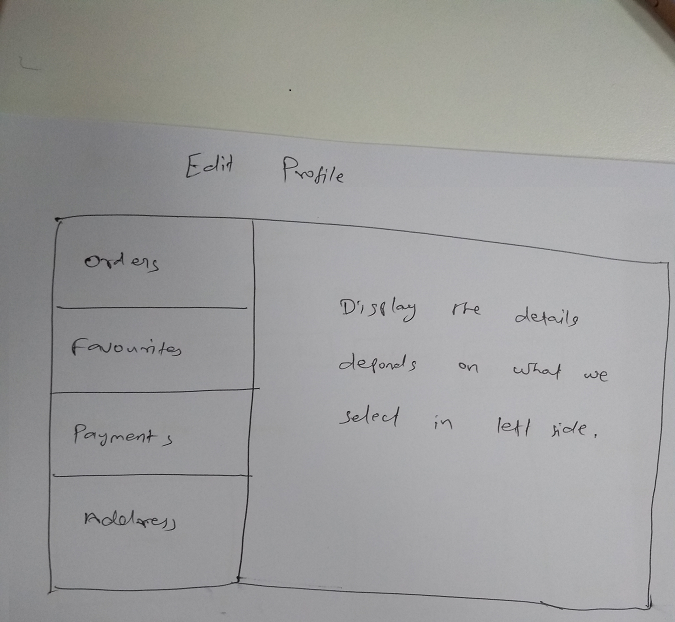 Edit Profile
Orders
Favourites
Payments
Address
Display the details
depends on what we
select in left side.